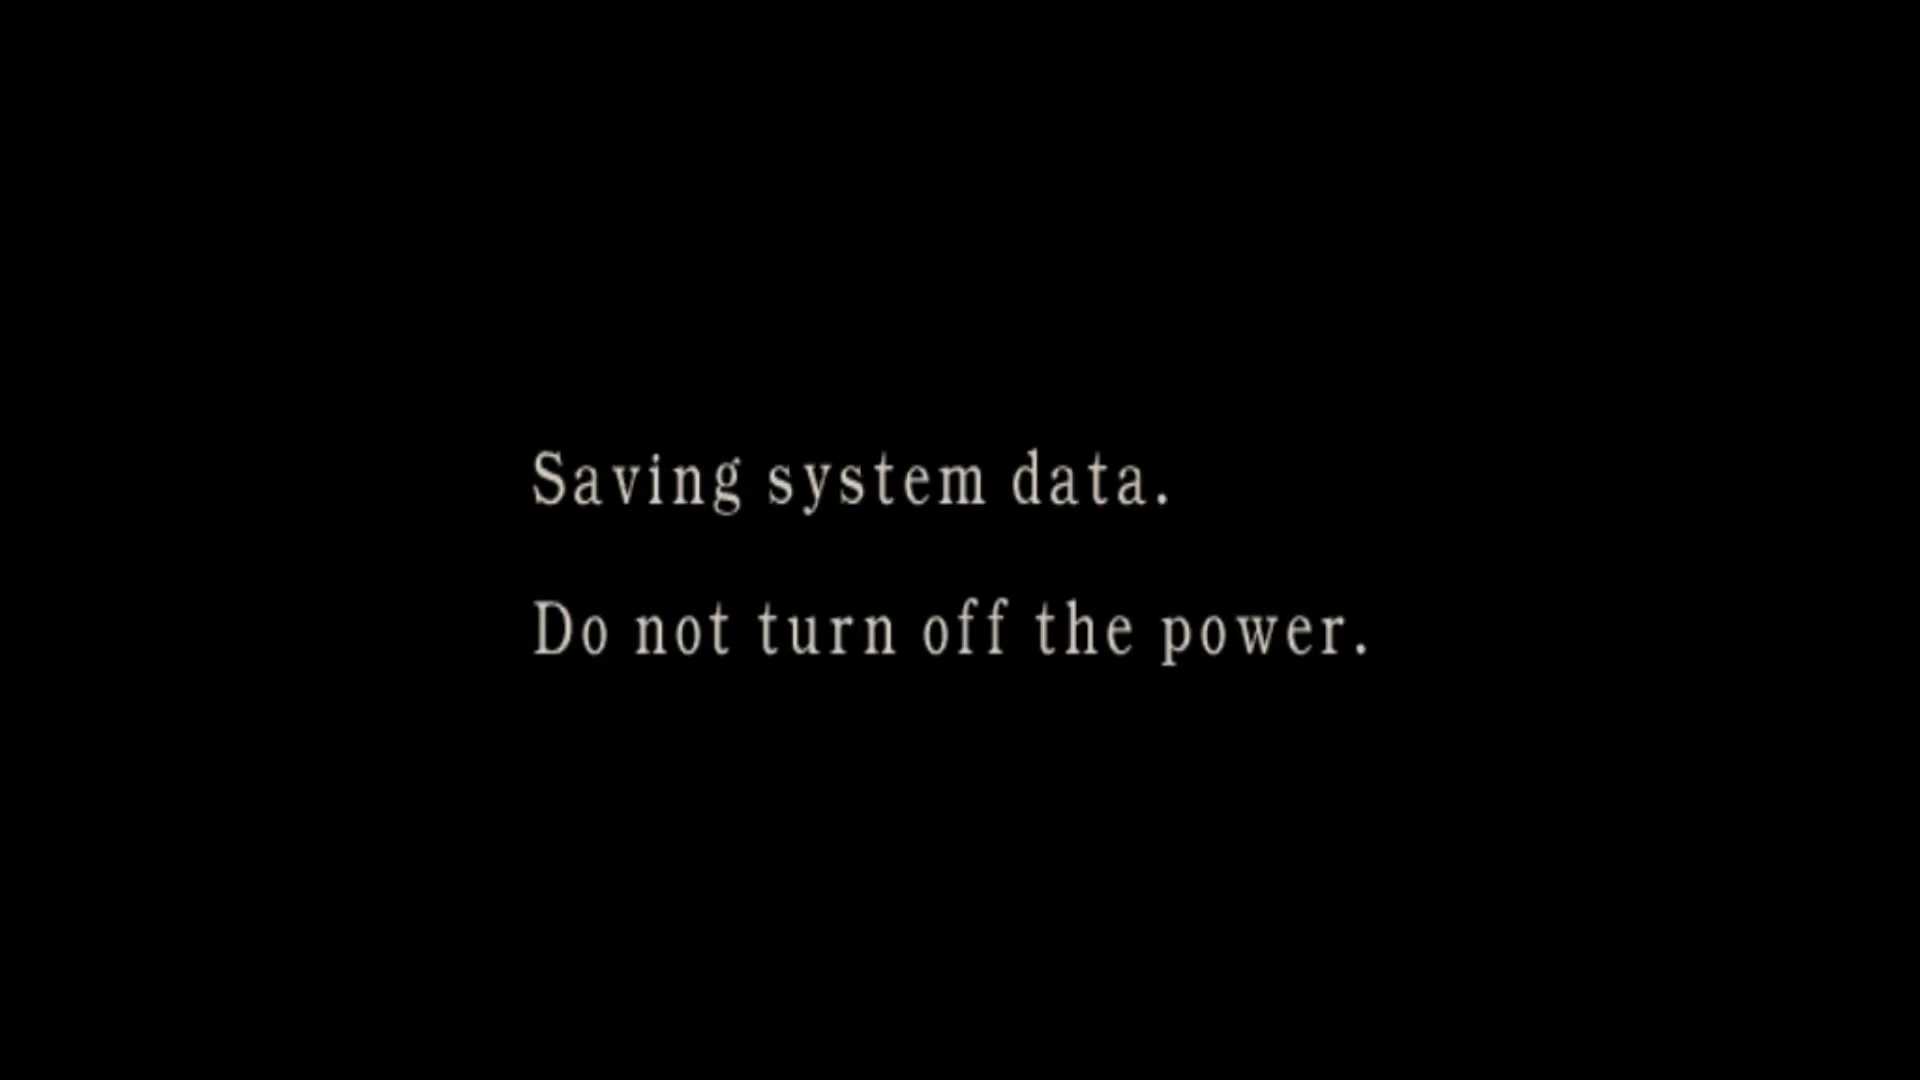 Saving system data.
Do not turn off the power.